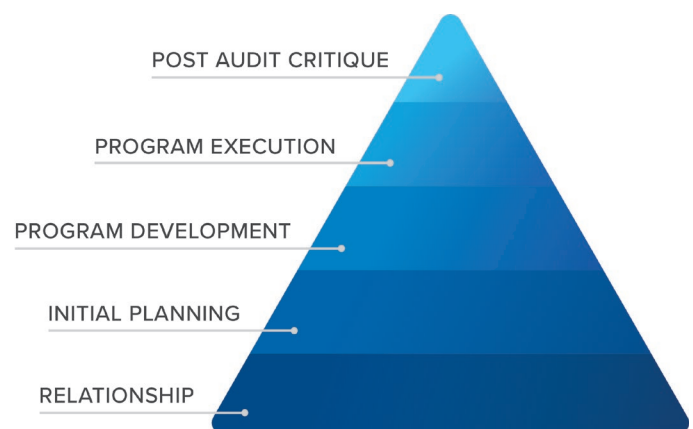 POST AUDIT CRITIQUE
PROGRAM EXECUTION
PROGRAM DEVELOPMENT
INITIAL PLANNING
RELATIONSHIP